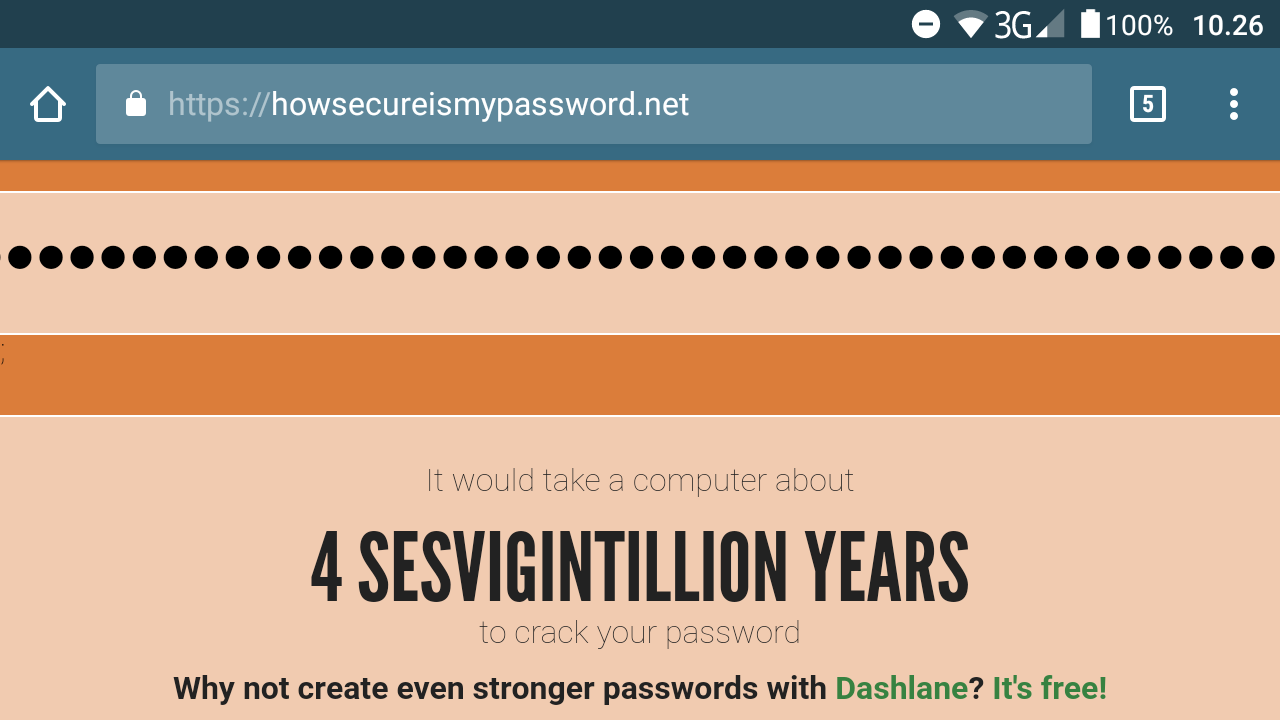 3G 100% 10.26
https://howsecureismypassword.net 5
●●●●●●●●●●●●●●●●●●●●●●●●●●●●●●●●●●●●●●●●●
;
It would take a computer about
4 SESVIGINTILLION YEARS
to crack your password
Why not create even stronger passwords with Dashlane? It's free!